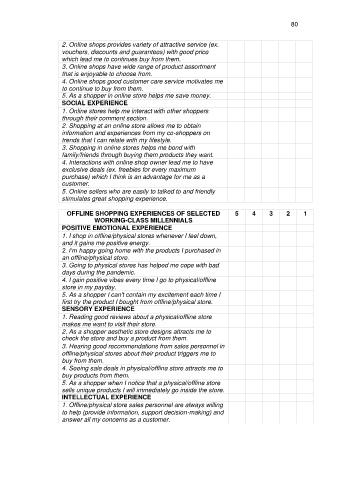 80
2. Online shops provides variety of attractive service (ex.
vouchers, discounts and guarantees) with good price
which lead me to continues buy from them.
3. Online shops have wide range of product assortment
that is enjoyable to choose from.
4. Online shops good customer care service motivates me
to continue to buy from them.
5. As a shopper in online store helps me save money.
SOCIAL EXPERIENCE
1. Online stores help me interact with other shoppers
through their comment section.
2. Shopping at an online store allows me to obtain
information and experiences from my co-shoppers on
trends that I can relate with my lifestyle.
3. Shopping in online stores helps me bond with
family/friends through buying them products they want.
4. Interactions with online shop owner lead me to have
exclusive deals (ex. freebies for every maximum
purchase) which I think is an advantage for me as a
customer.
5. Online sellers who are easily to talked to and friendly
stimulates great shopping experience.
OFFLINE SHOPPING EXPERIENCES OF SELECTED 5 4 3 2 1
WORKING-CLASS MILLENNIALS
POSITIVE EMOTIONAL EXPERIENCE
1. I shop in offline/physical stores whenever I feel down,
and it gains me positive energy.
2. I'm happy going home with the products I purchased in
an offline/physical store.
3. Going to physical stores has helped me cope with bad
days during the pandemic.
4. I gain positive vibes every time I go to physical/offline
store in my payday.
5. As a shopper I can't contain my excitement each time I
first try the product I bought from offline/physical store.
SENSORY EXPERIENCE
1. Reading good reviews about a physical/offline store
makes me want to visit their store.
2. As a shopper aesthetic store designs attracts me to
check the store and buy a product from them.
3. Hearing good recommendations from sales personnel in
offline/physical stores about their product triggers me to
buy from them.
4. Seeing sale deals in physical/offline store attracts me to
buy products from them.
5. As a shopper when I notice that a physical/offline store
sells unique products I will immediately go inside the store.
INTELLECTUAL EXPERIENCE
1. Offline/physical store sales personnel are always willing
to help (provide information, support decision-making) and
answer all my concerns as a customer.